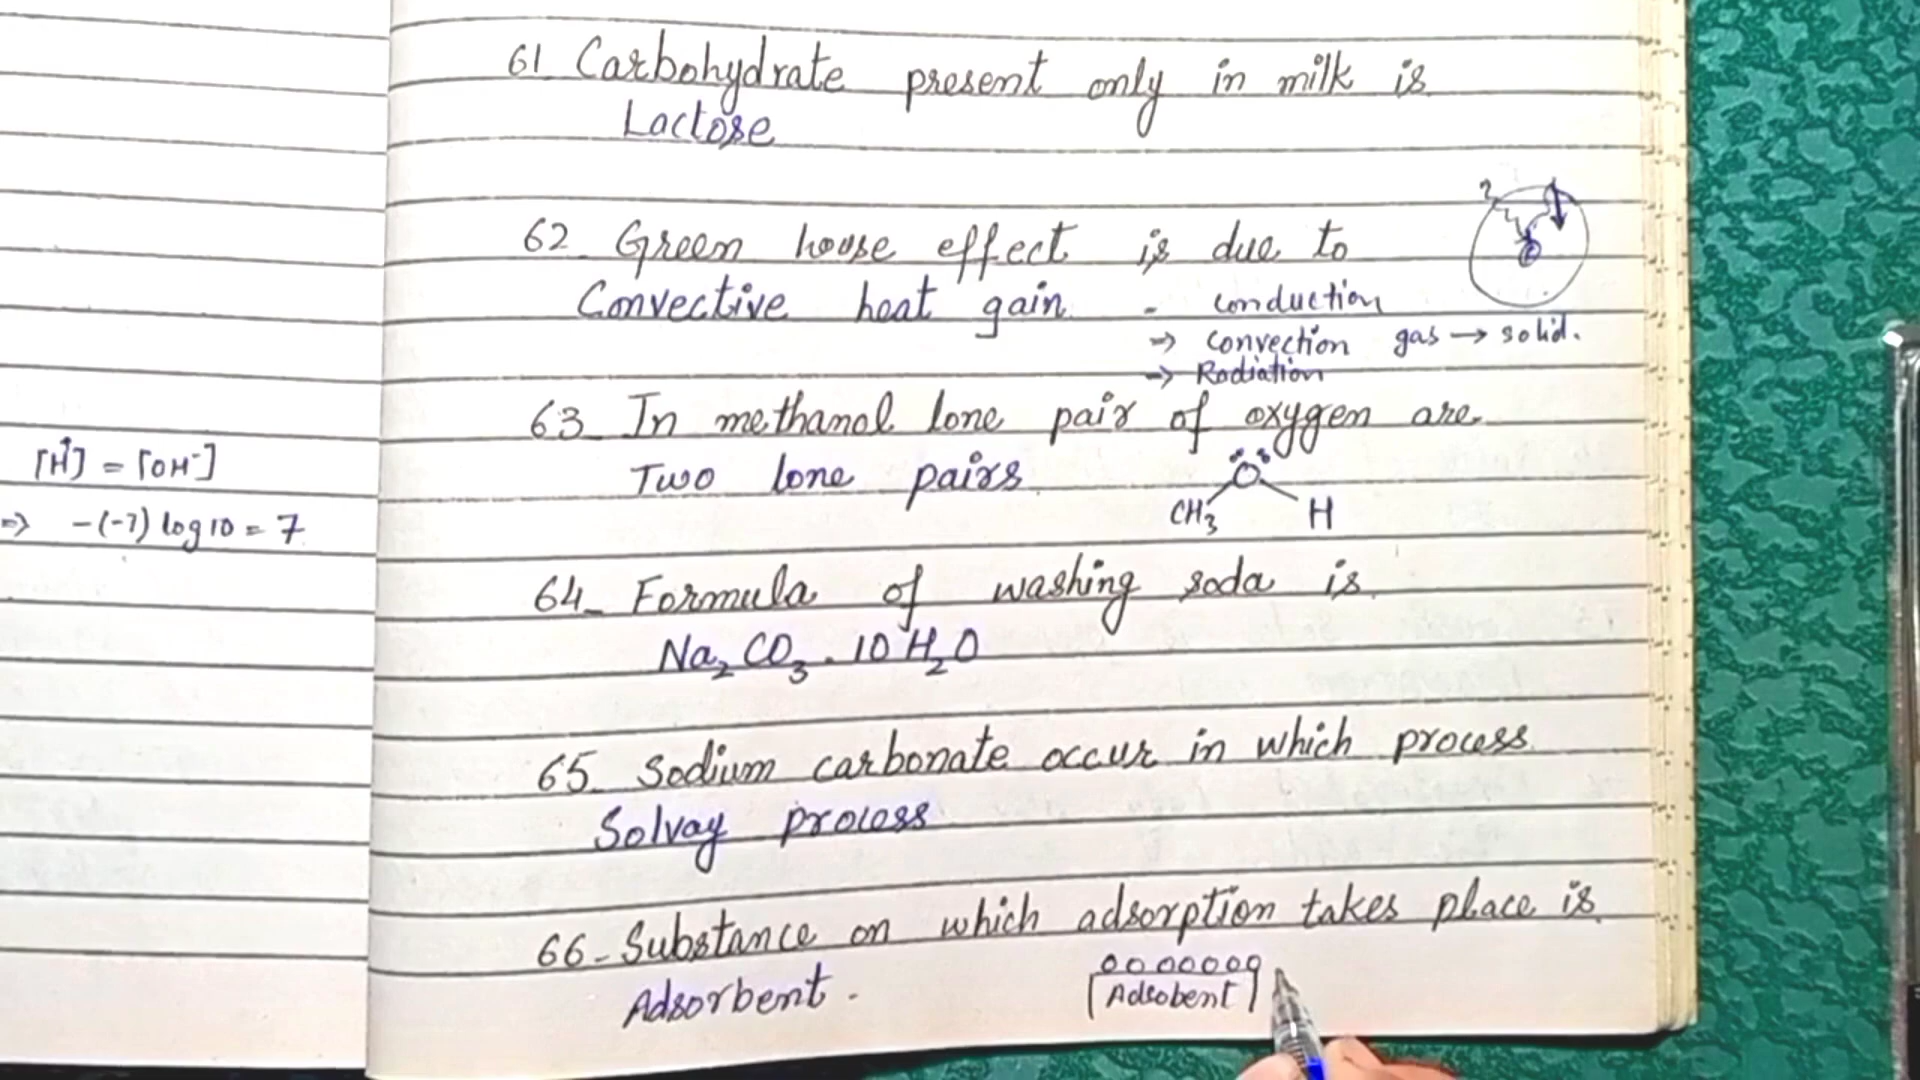 [H⁺] = [OH⁻]
=> -(-7) log 10 = 7
61 Carbohydrate present only in milk is
Lactose
62 Green house effect is due to
Convective heat gain - conduction
=> convection gas → solid.
=> Radiation
63 In methanol lone pair of oxygen are
Two lone pairs
O
CH₃ H
64 Formula of washing soda is
Na₂CO₃.10H₂O
65 Sodium carbonate occur in which process
Solvay process
66 - Substance on which adsorption takes place is
Adsorbent -
Adsobent